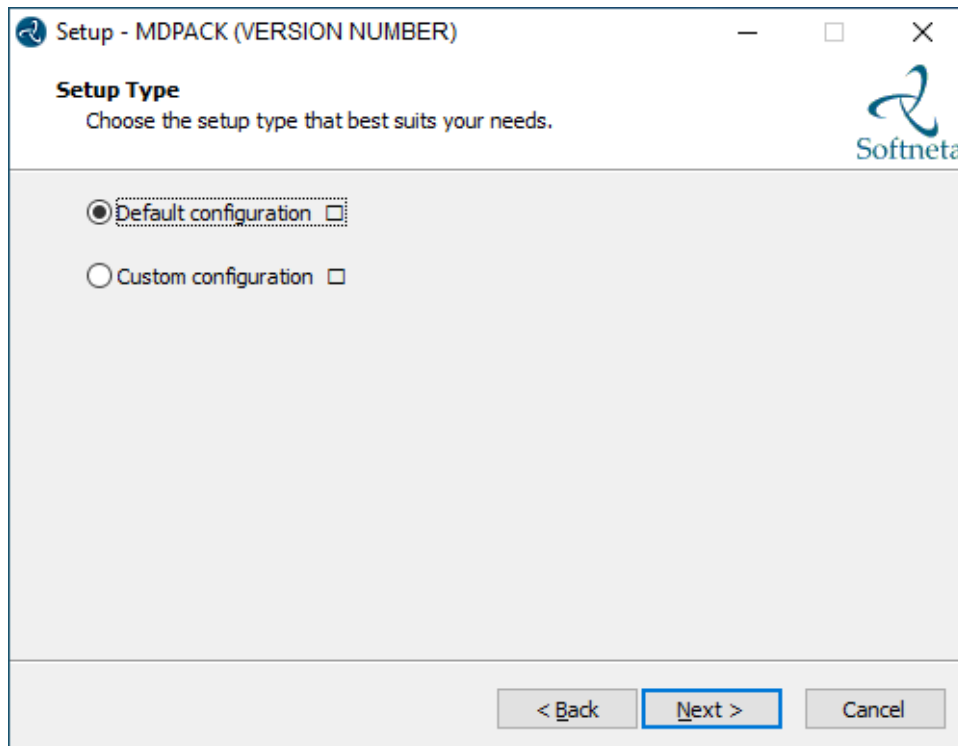 Setup - MDPACK (VERSION NUMBER)
Setup Type
Choose the setup type that best suits your needs.
Softneta
Default configuration □
Custom configuration □
< Back
Next >
Cancel